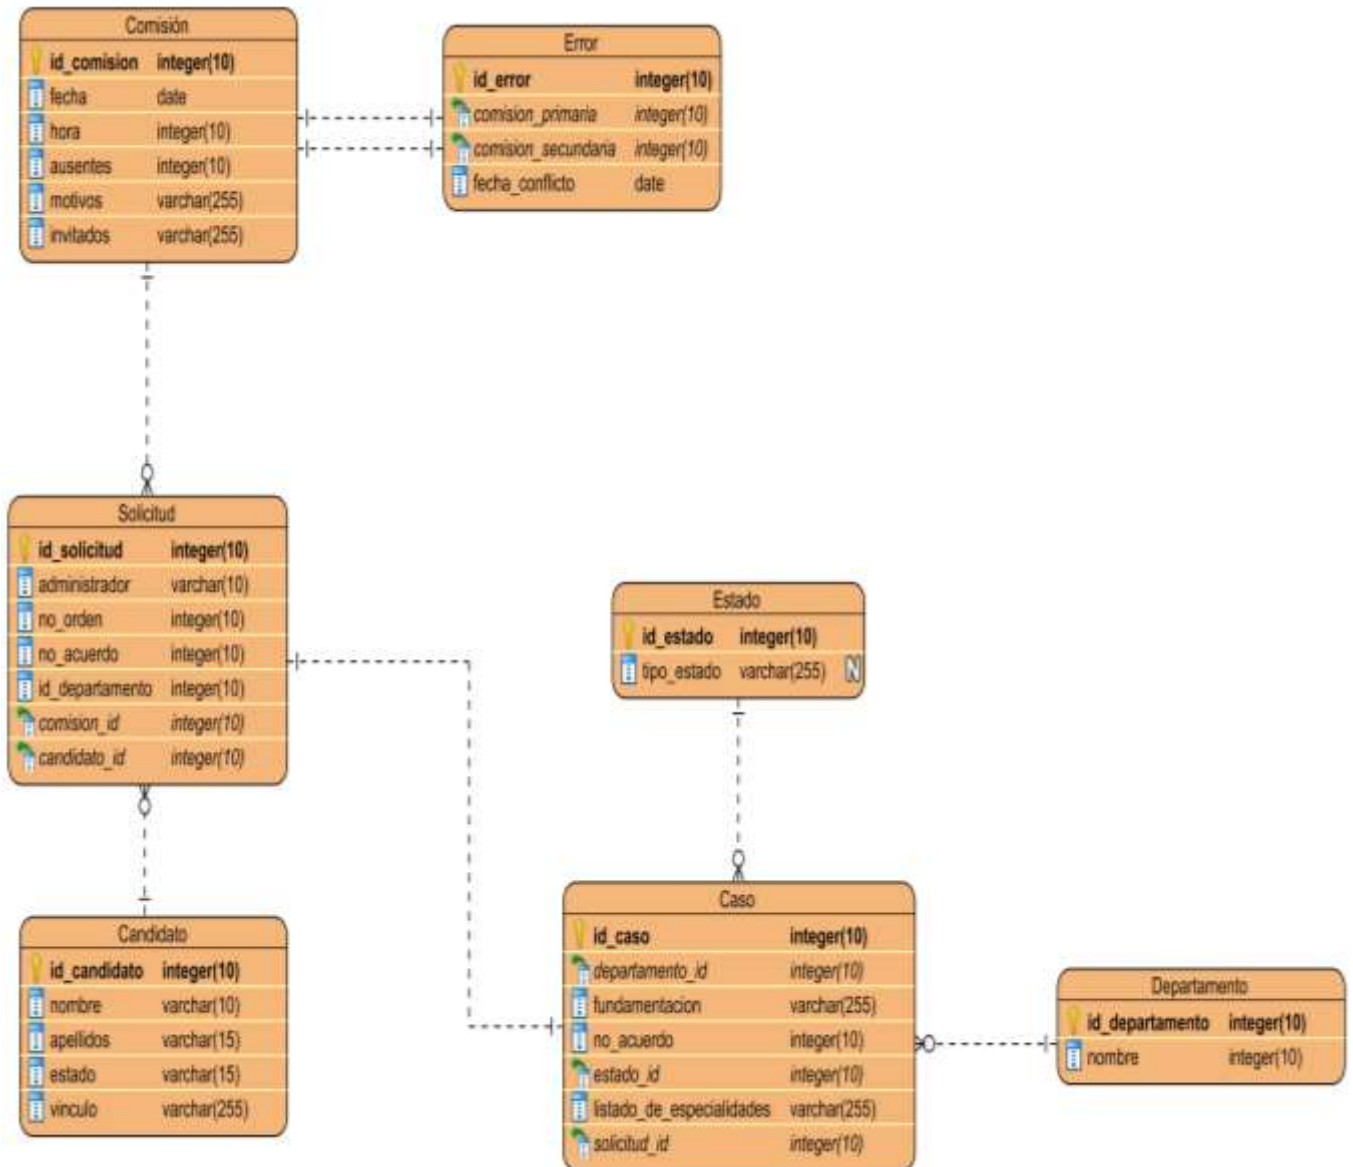 Comisión
id_comision integer(10)
fecha date
hora integer(10)
ausentes integer(10)
motivos varchar(255)
invitados varchar(255)
Error
id_error integer(10)
comision_primaria integer(10)
comision_secundaria integer(10)
fecha_conflicto date
Solicitud
id_solicitud integer(10)
administrador varchar(10)
no_orden integer(10)
no_acuerdo integer(10)
id_departamento integer(10)
comision_id integer(10)
candidato_id integer(10)
Estado
id_estado integer(10)
tipo_estado varchar(255) N
Candidato
id_candidato integer(10)
nombre varchar(10)
apellidos varchar(15)
estado varchar(15)
vinculo varchar(255)
Caso
id_caso integer(10)
departamento_id integer(10)
fundamentacion varchar(255)
no_acuerdo integer(10)
estado_id integer(10)
listado_de_especialidades varchar(255)
solicitud_id integer(10)
Departamento
id_departamento integer(10)
nombre integer(10)